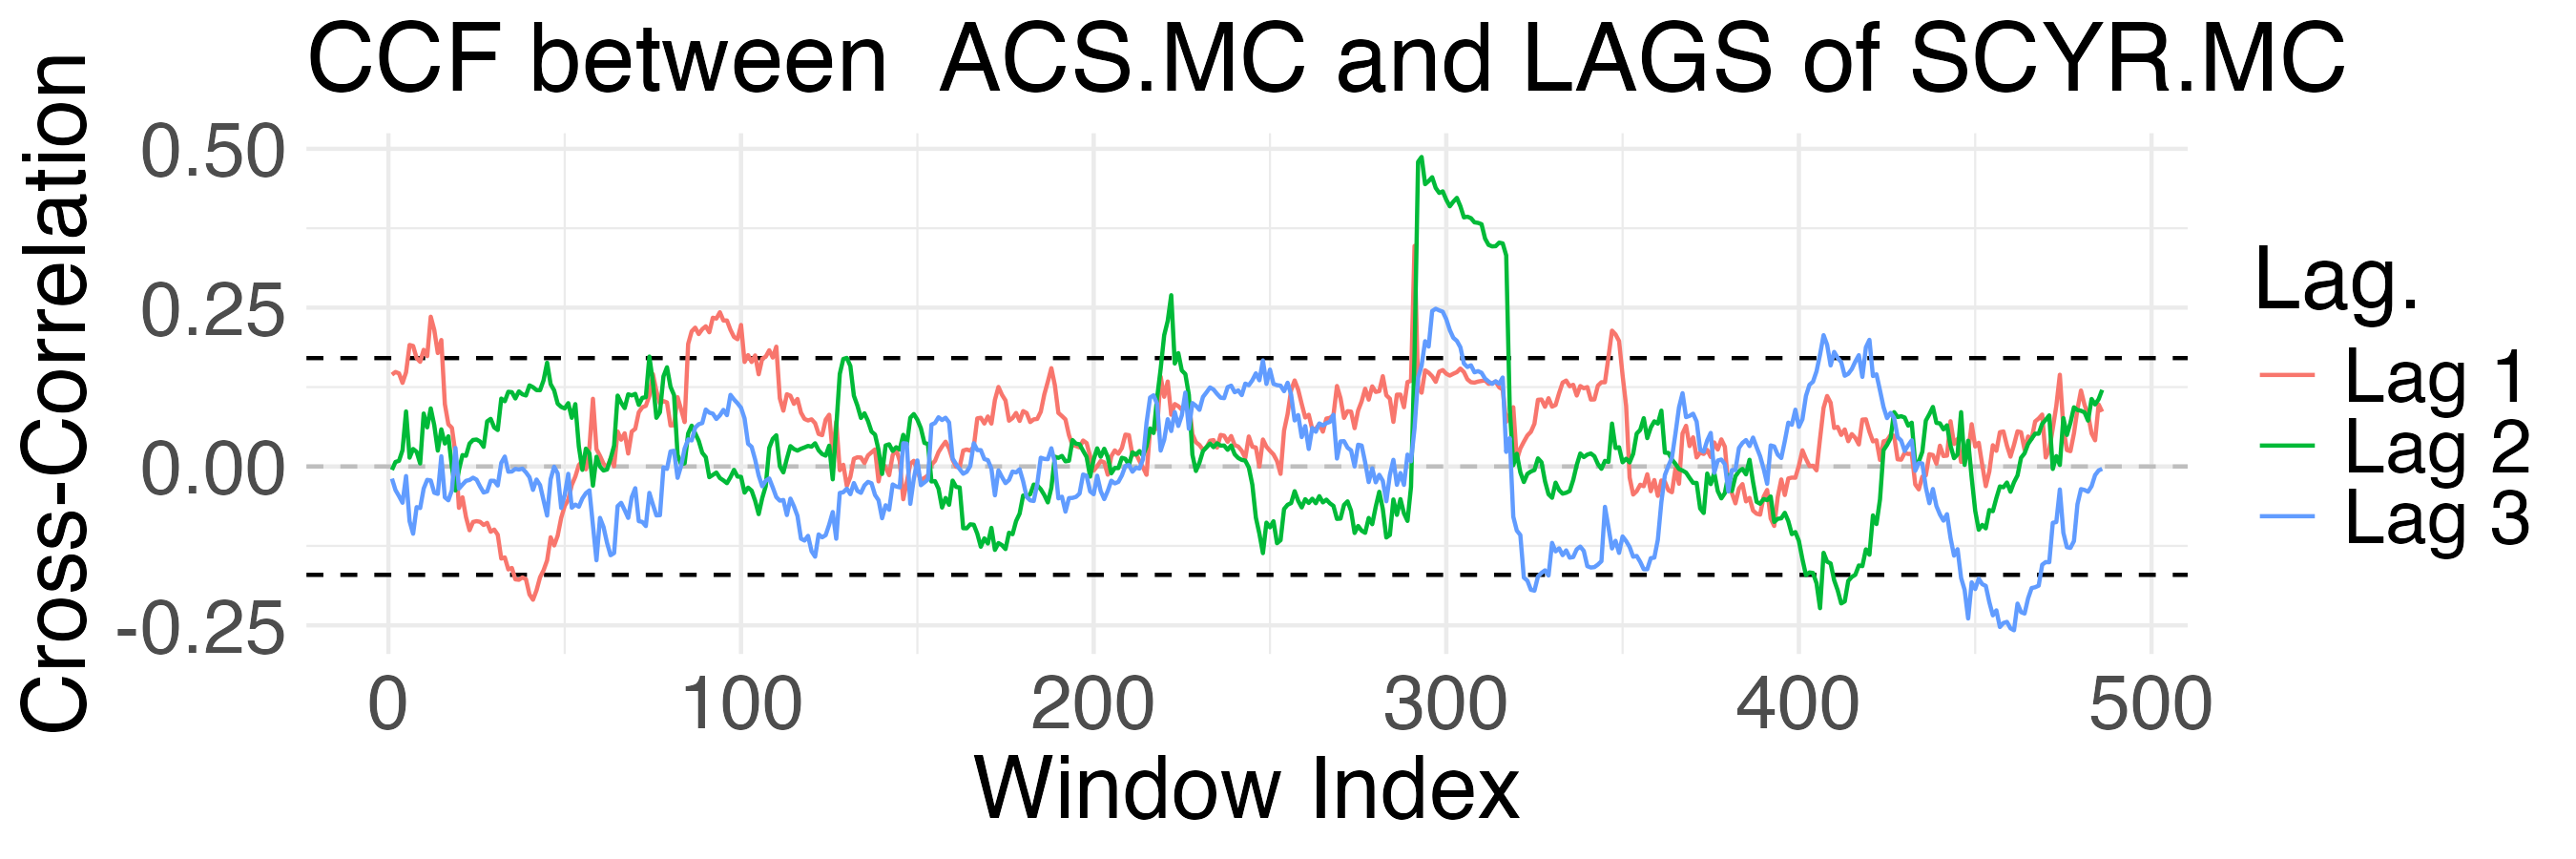 CCF between  ACS.MC and LAGS of SCYR.MC
Cross-Correlation
0.50
0.25
0.00
-0.25
0 100 200 300 400 500
Window Index
Lag.
Lag 1
Lag 2
Lag 3